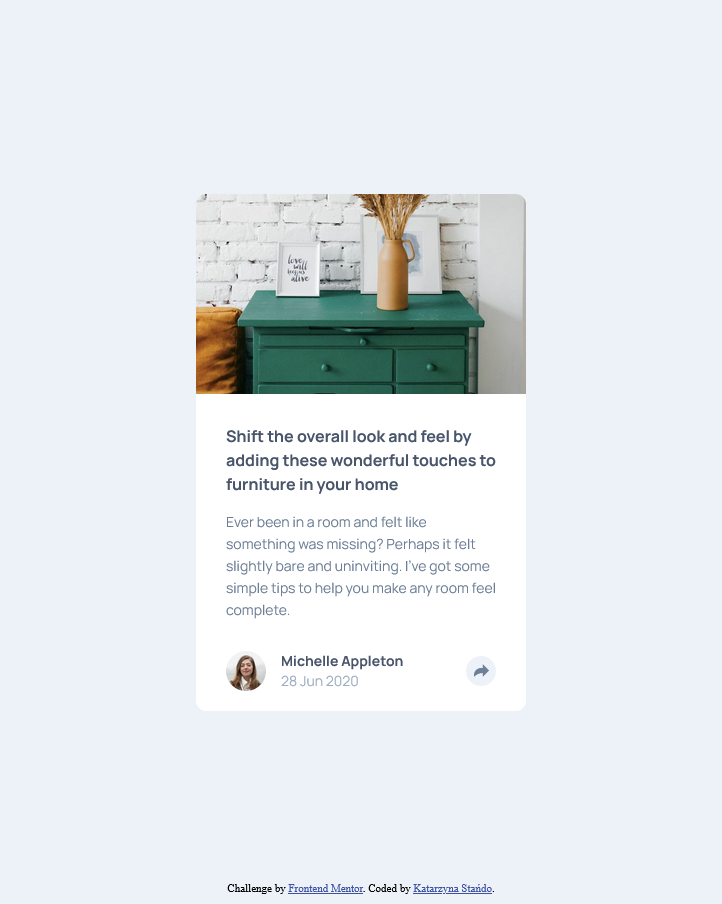 love
will
keep us
alive
Shift the overall look and feel by
adding these wonderful touches to
furniture in your home
Ever been in a room and felt like
something was missing? Perhaps it felt
slightly bare and uninviting. I've got some
simple tips to help you make any room feel
complete.
Michelle Appleton
28 Jun 2020
Challenge by Frontend Mentor. Coded by Katarzyna Stańdo.